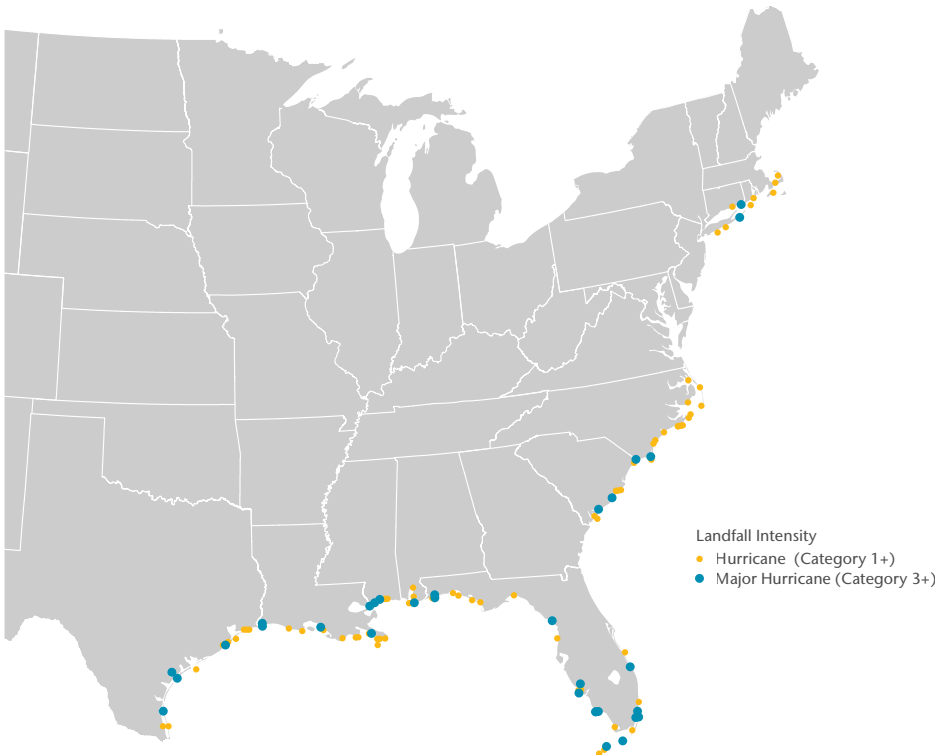 Landfall Intensity
Hurricane (Category 1+)
Major Hurricane (Category 3+)